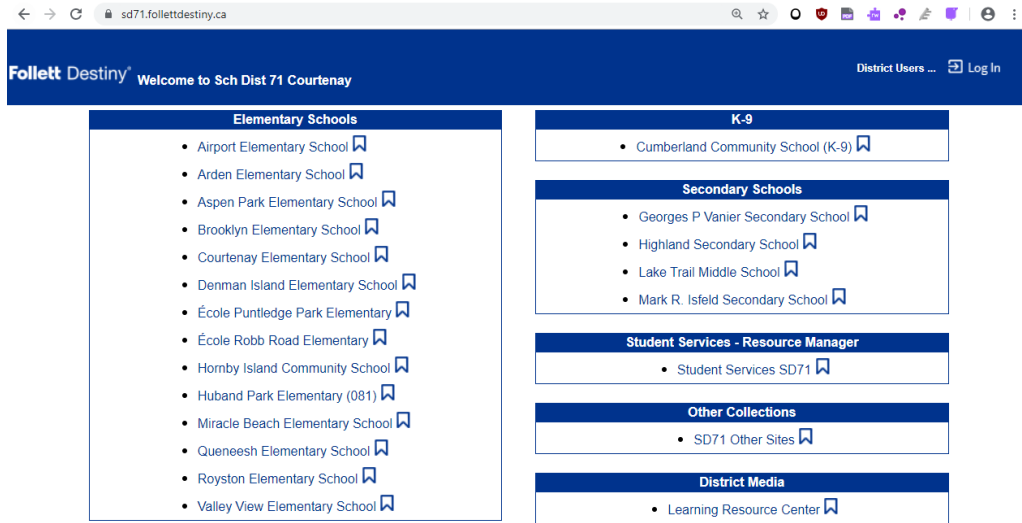 sd71.follettdestiny.ca
Follett Destiny® Welcome to Sch Dist 71 Courtenay
District Users ... Log In
Elementary Schools
Airport Elementary School
Arden Elementary School
Aspen Park Elementary School
Brooklyn Elementary School
Courtenay Elementary School
Denman Island Elementary School
École Puntledge Park Elementary
École Robb Road Elementary
Hornby Island Community School
Huband Park Elementary (081)
Miracle Beach Elementary School
Queneesh Elementary School
Royston Elementary School
Valley View Elementary School
K-9
Cumberland Community School (K-9)
Secondary Schools
Georges P Vanier Secondary School
Highland Secondary School
Lake Trail Middle School
Mark R. Isfeld Secondary School
Student Services - Resource Manager
Student Services SD71
Other Collections
SD71 Other Sites
District Media
Learning Resource Center